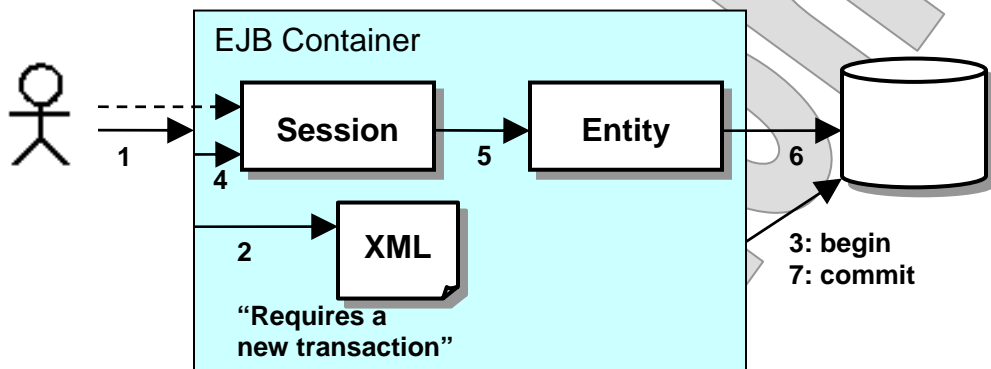 EJB Container
Session
Entity
1
4
5
6
2
XML
3: begin
7: commit
“Requires a
new transaction”